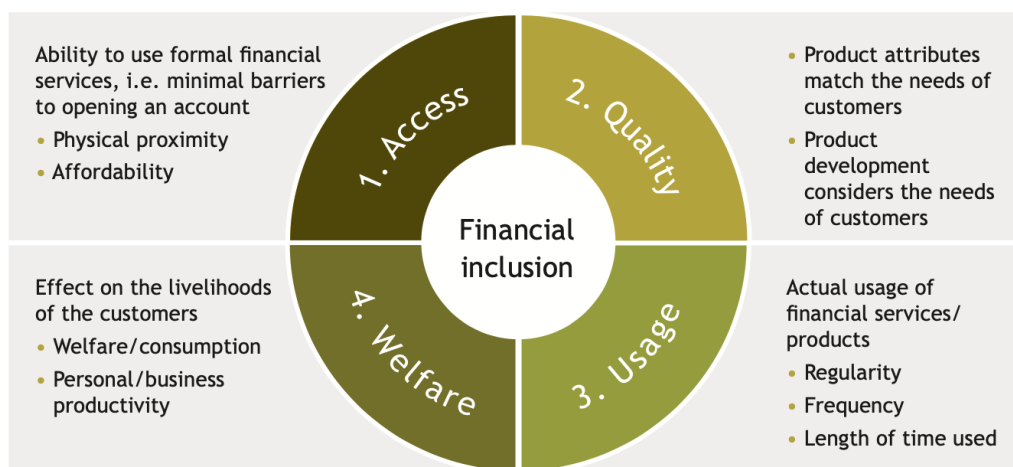 Ability to use formal financial
services, i.e. minimal barriers
to opening an account
• Physical proximity
• Affordability
1. Access
2. Quality
• Product attributes
match the needs of
customers
• Product
development
considers the needs
of customers
Financial
inclusion
Effect on the livelihoods
of the customers
• Welfare/consumption
• Personal/business
productivity
4. Welfare
3. Usage
Actual usage of
financial services/
products
• Regularity
• Frequency
• Length of time used